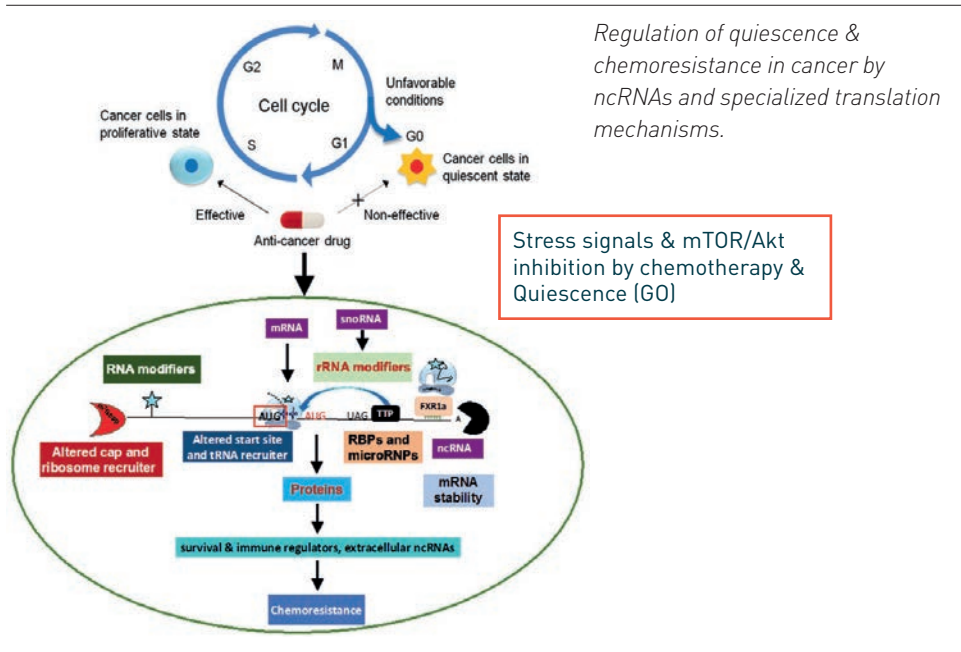 Regulation of quiescence &
chemoresistance in cancer by
ncRNAs and specialized translation
mechanisms.
G2
M
Cell cycle
S
G1
Unfavorable
conditions
G0
Cancer cells in
proliferative state
Cancer cells in
quiescent state
Effective
Non-effective
Anti-cancer drug
Stress signals & mTOR/Akt
inhibition by chemotherapy &
Quiescence (GO)
mRNA
snoRNA
RNA modifiers
rRNA modifiers
AUG
AUG
UAG
TTP
FXR1a
A
Altered cap and
ribosome recruiter
Altered start site
and tRNA recruiter
RBPs and
microRNPs
ncRNA
mRNA
stability
Proteins
survival & immune regulators, extracellular ncRNAs
Chemoresistance